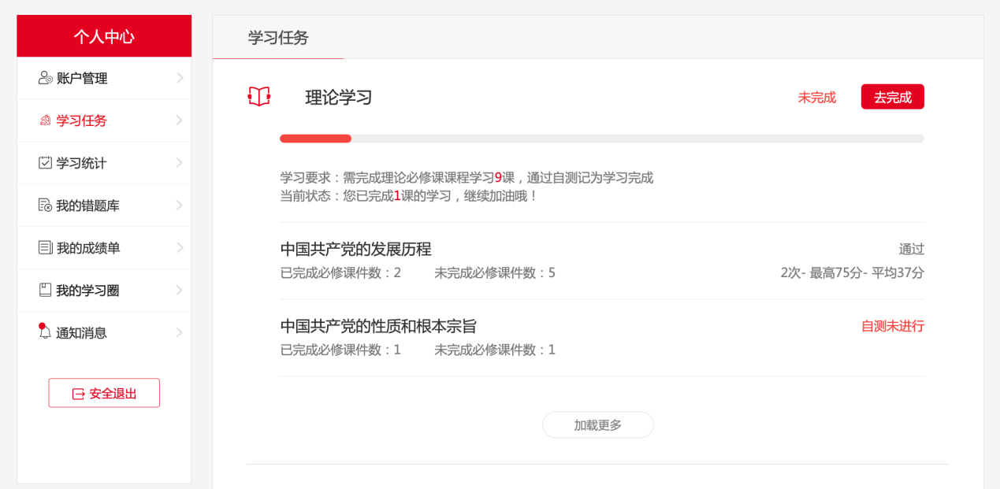 个人中心
账户管理
学习任务
学习统计
我的错题库
我的成绩单
我的学习圈
通知消息
安全退出
学习任务
理论学习
未完成
去完成
学习要求：需完成理论必修课课程学习9课，通过自测记为学习完成
当前状态：您已完成1课的学习，继续加油哦！
中国共产党的发展历程
通过
已完成必修课件数：2 未完成必修课件数：5
2次- 最高75分- 平均37分
中国共产党的性质和根本宗旨
自测未进行
已完成必修课件数：1 未完成必修课件数：1
加载更多